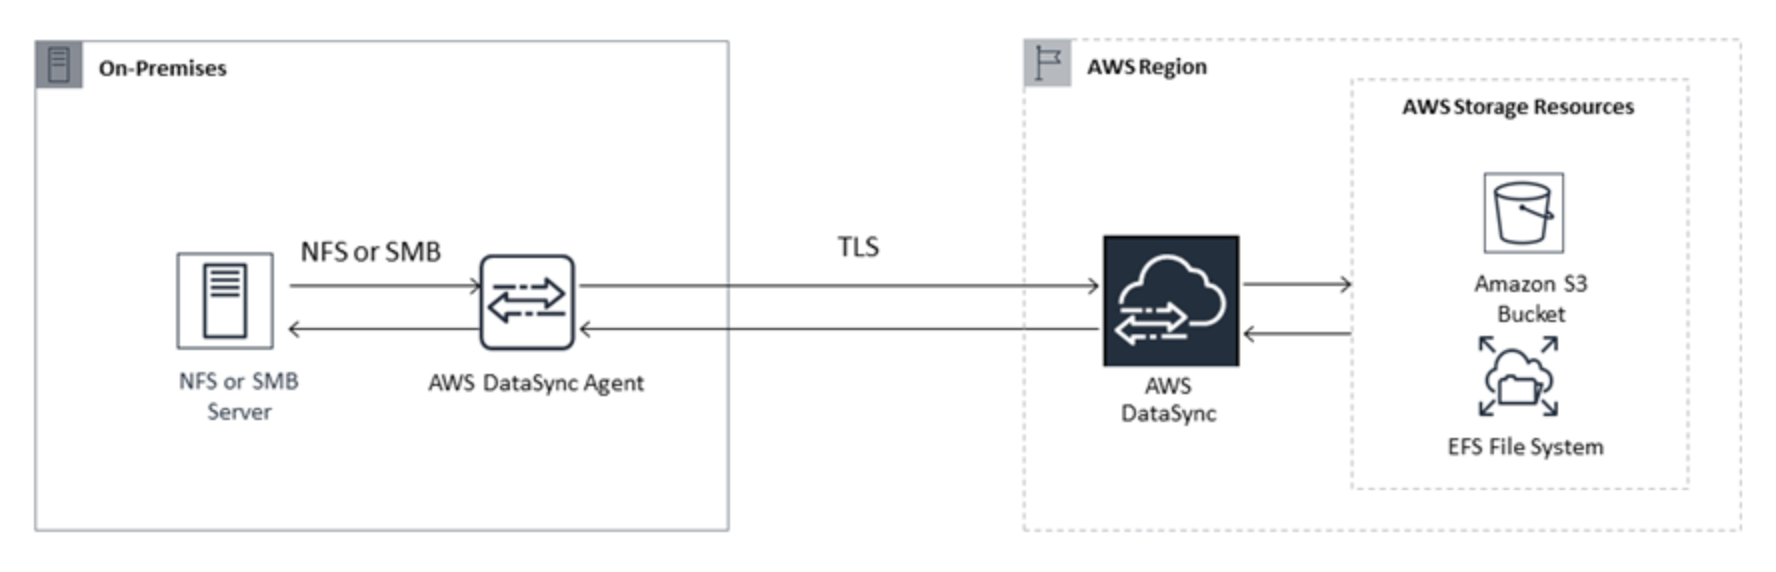 On-Premises
NFS or SMB
NFS or SMB
Server
AWS DataSync Agent
TLS
AWS Region
AWS
DataSync
AWS Storage Resources
Amazon S3
Bucket
EFS File System